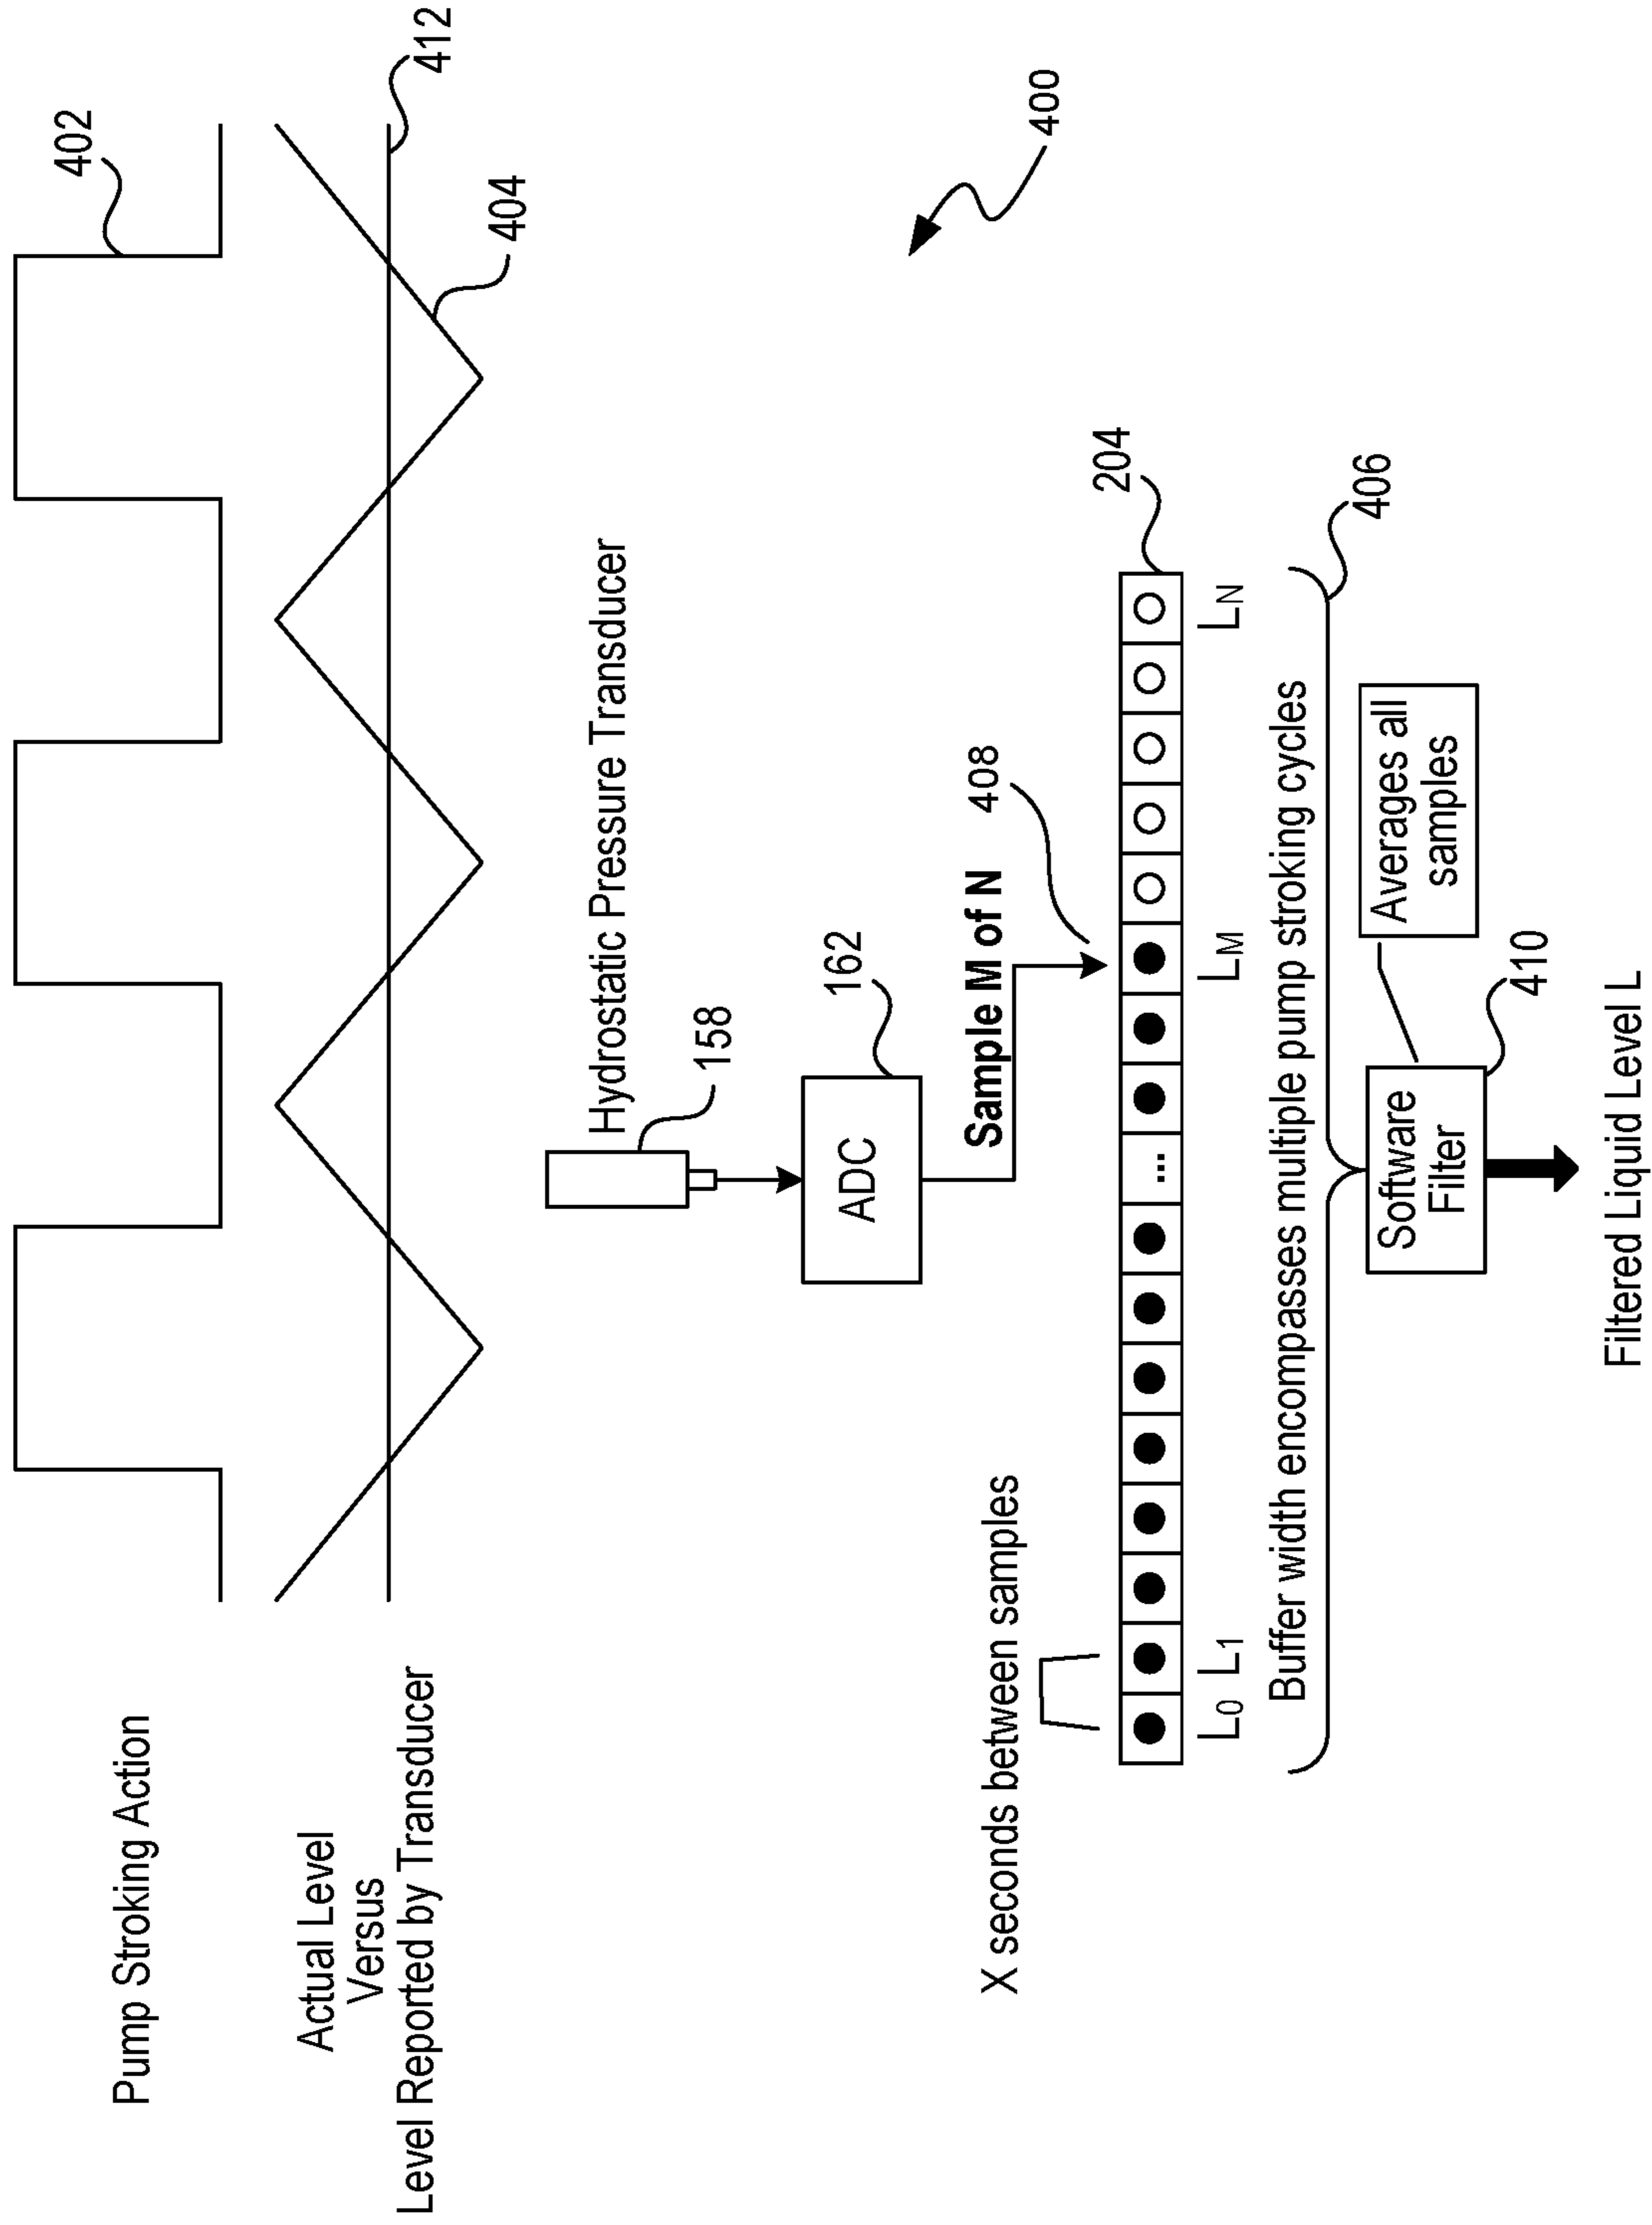 Pump Stroking Action
402
Actual Level
Versus
Level Reported by Transducer
412
404
Hydrostatic Pressure Transducer
158
400
ADC
162
Sample M of N
408
X seconds between samples
204
L0 L1
LM
LN
Buffer width encompasses multiple pump stroking cycles
406
Software
Filter
Averages all
samples
410
Filtered Liquid Level L